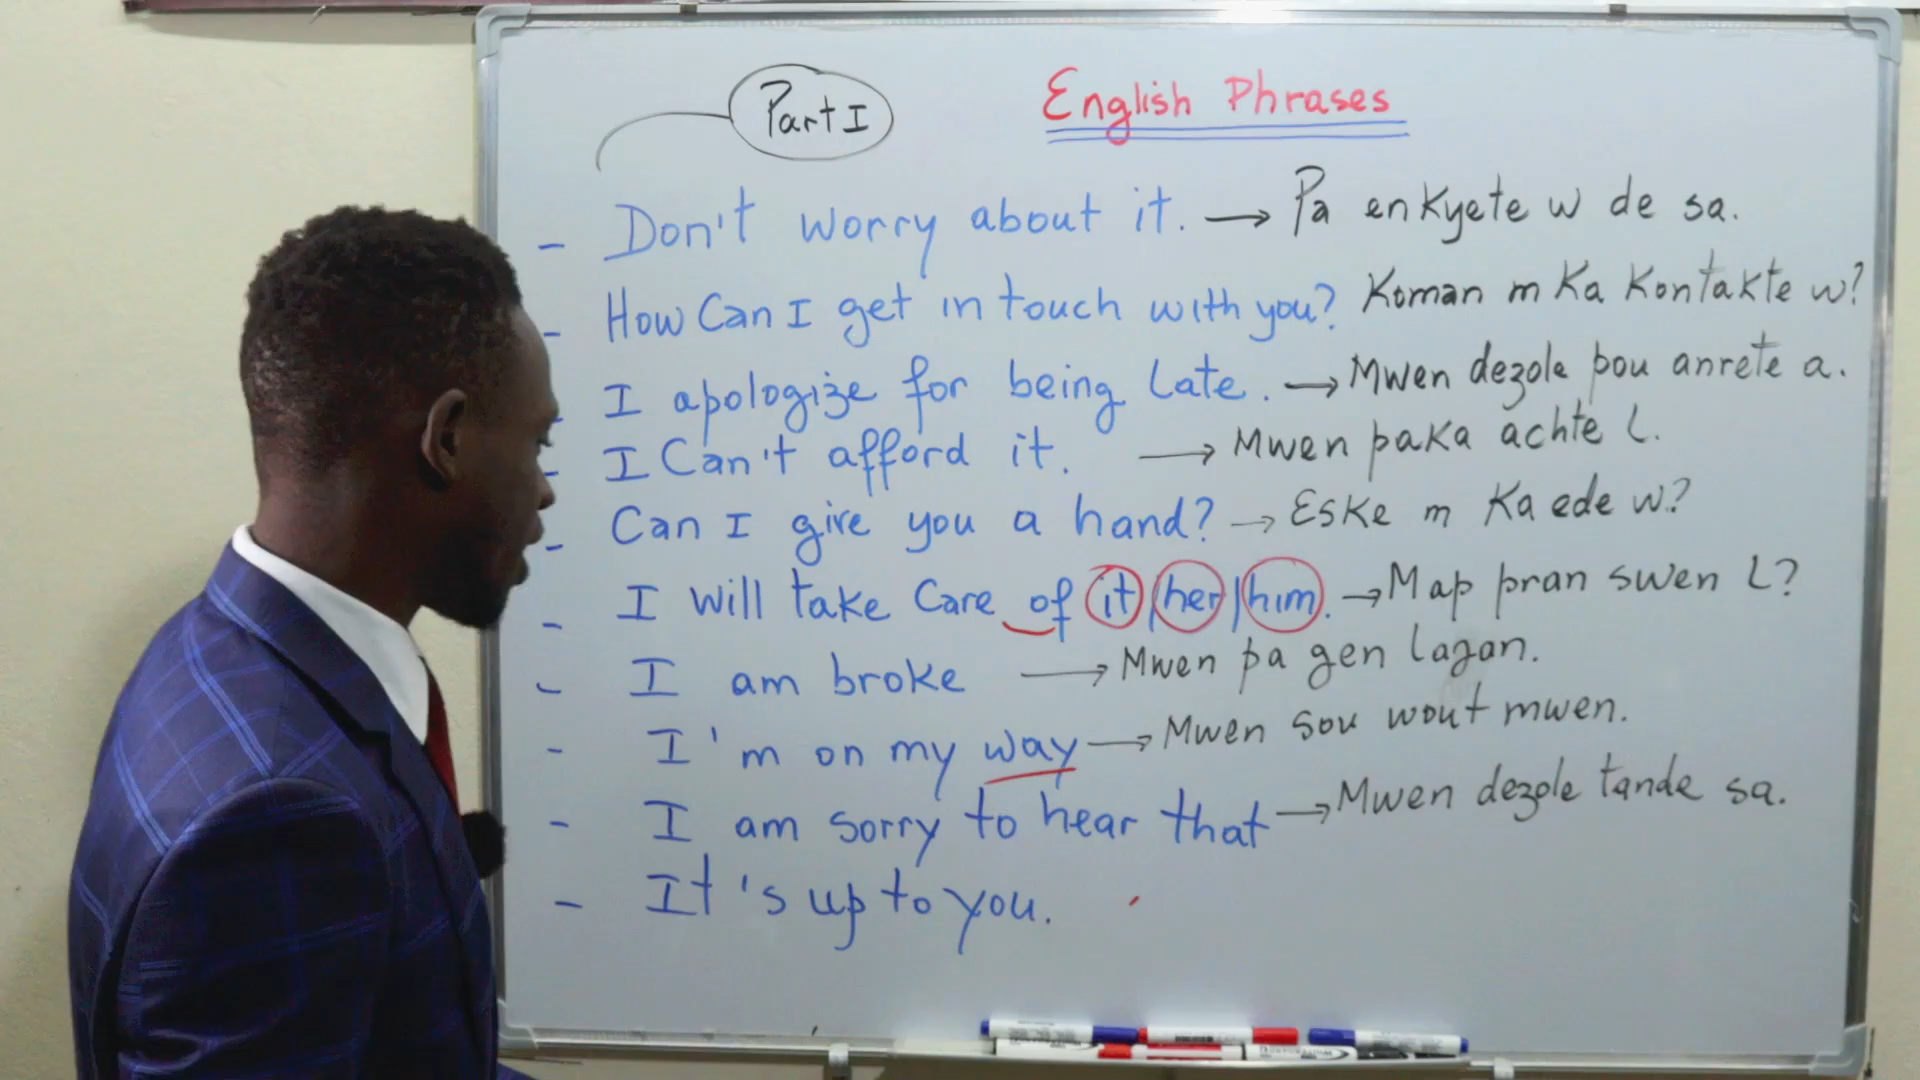 Part I
English Phrases
- Don't worry about it. → Pa enkyete w de sa.
- How Can I get in touch with you? Koman m Ka Kontakte w?
- I apologize for being Late. → Mwen dezole pou anrete a.
- I Can't afford it. → Mwen paka achte L.
- Can I give you a hand? → Eske m Ka ede w?
- I will take Care of it/her/him. → Map pran swen L?
- I am broke → Mwen pa gen lajan.
- I'm on my way → Mwen sou wout mwen.
- I am sorry to hear that → Mwen dezole tande sa.
- It's up to you.